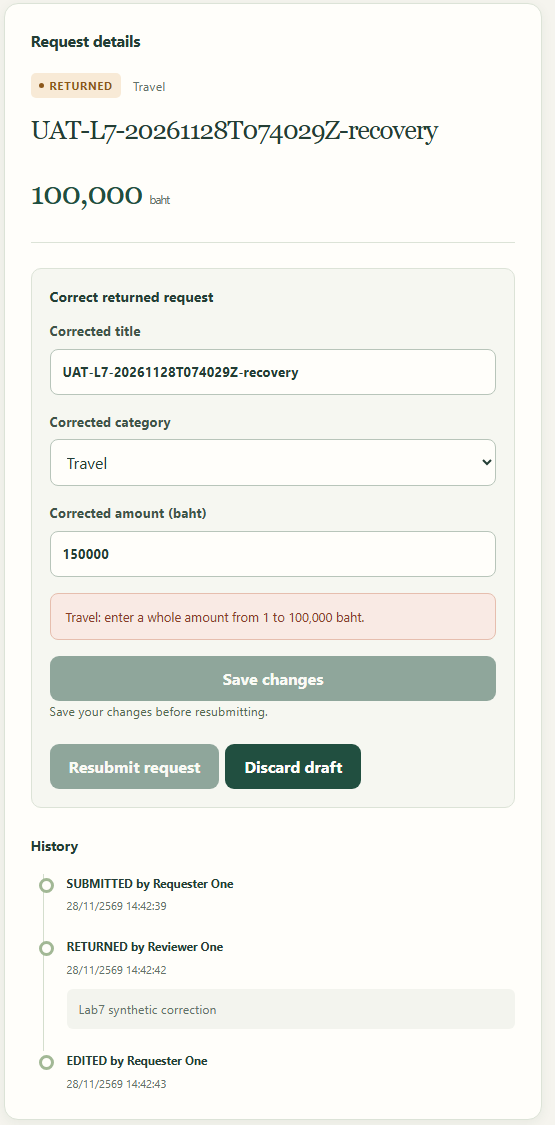 Request details
RETURNED Travel
UAT-L7-20261128T074029Z-recovery
100,000 baht
Correct returned request
Corrected title
UAT-L7-20261128T074029Z-recovery
Corrected category
Travel
Corrected amount (baht)
150000
Travel: enter a whole amount from 1 to 100,000 baht.
Save changes
Save your changes before resubmitting.
Resubmit request Discard draft
History
SUBMITTED by Requester One
28/11/2569 14:42:39
RETURNED by Reviewer One
28/11/2569 14:42:42
Lab7 synthetic correction
EDITED by Requester One
28/11/2569 14:42:43